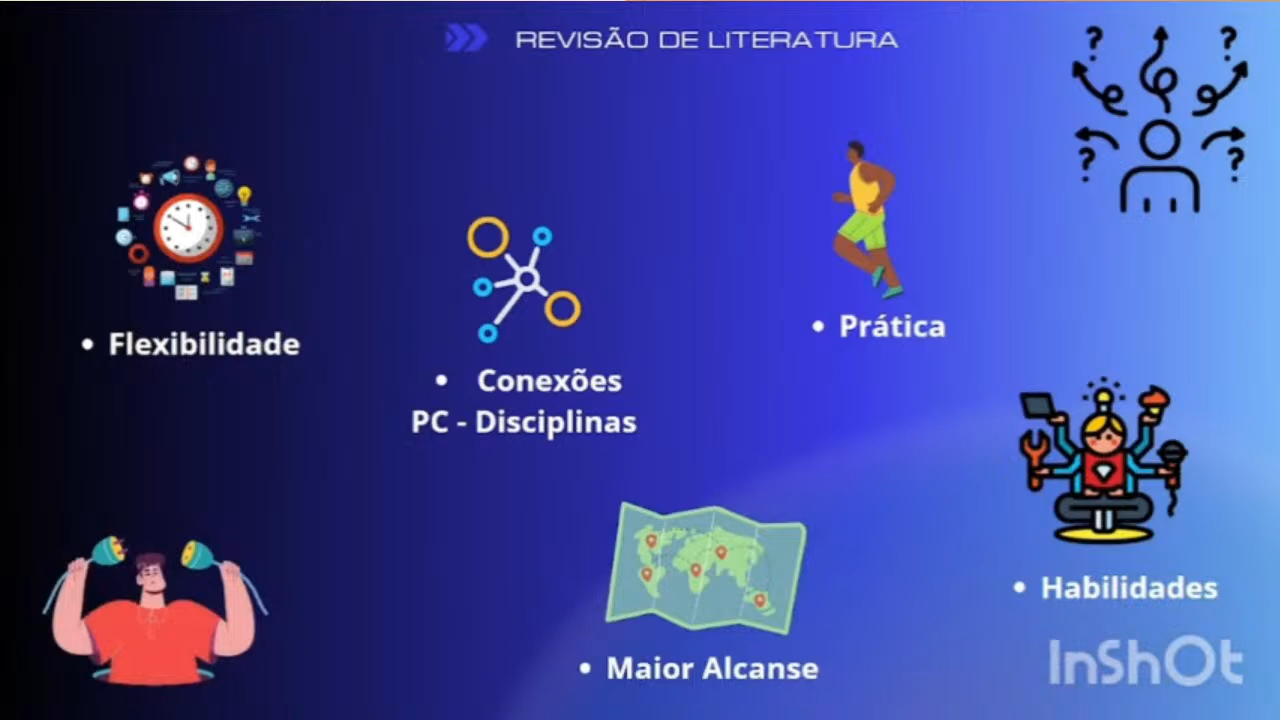 REVISÃO DE LITERATURA
? ?
? ?
• Flexibilidade
• Conexões
PC - Disciplinas
• Prática
• Habilidades
• Maior Alcanse
InShOt